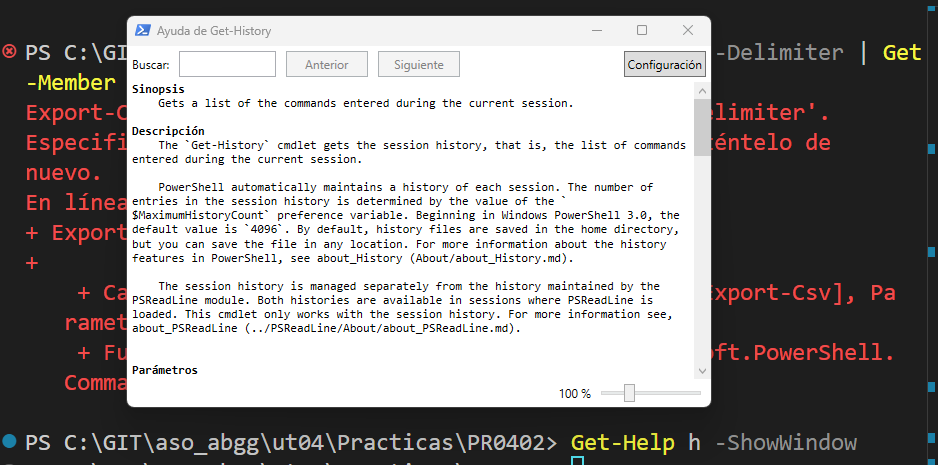 Ayuda de Get-History
PS C:\GI
-Delimiter | Get
-Member
Buscar:
Anterior
Siguiente
Configuración
Export-C
elimiter'.
Especifi
téntelo de
nuevo.
En línea
+ Export
+
+ Ca
Export-Csv], Pa
ramet
+ Fu
oft.PowerShell.
Comma
Sinopsis
Gets a list of the commands entered during the current session.
Descripción
The `Get-History` cmdlet gets the session history, that is, the list of commands
entered during the current session.
PowerShell automatically maintains a history of each session. The number of
entries in the session history is determined by the value of the `
$MaximumHistoryCount` preference variable. Beginning in Windows PowerShell 3.0, the
default value is `4096`. By default, history files are saved in the home directory,
but you can save the file in any location. For more information about the history
features in PowerShell, see about_History (About/about_History.md).
The session history is managed separately from the history maintained by the
PSReadLine module. Both histories are available in sessions where PSReadLine is
loaded. This cmdlet only works with the session history. For more information see,
about_PSReadLine (../PSReadLine/About/about_PSReadLine.md).
Parámetros
100 %
PS C:\GIT\aso_abgg\ut04\Practicas\PR0402> Get-Help h -ShowWindow